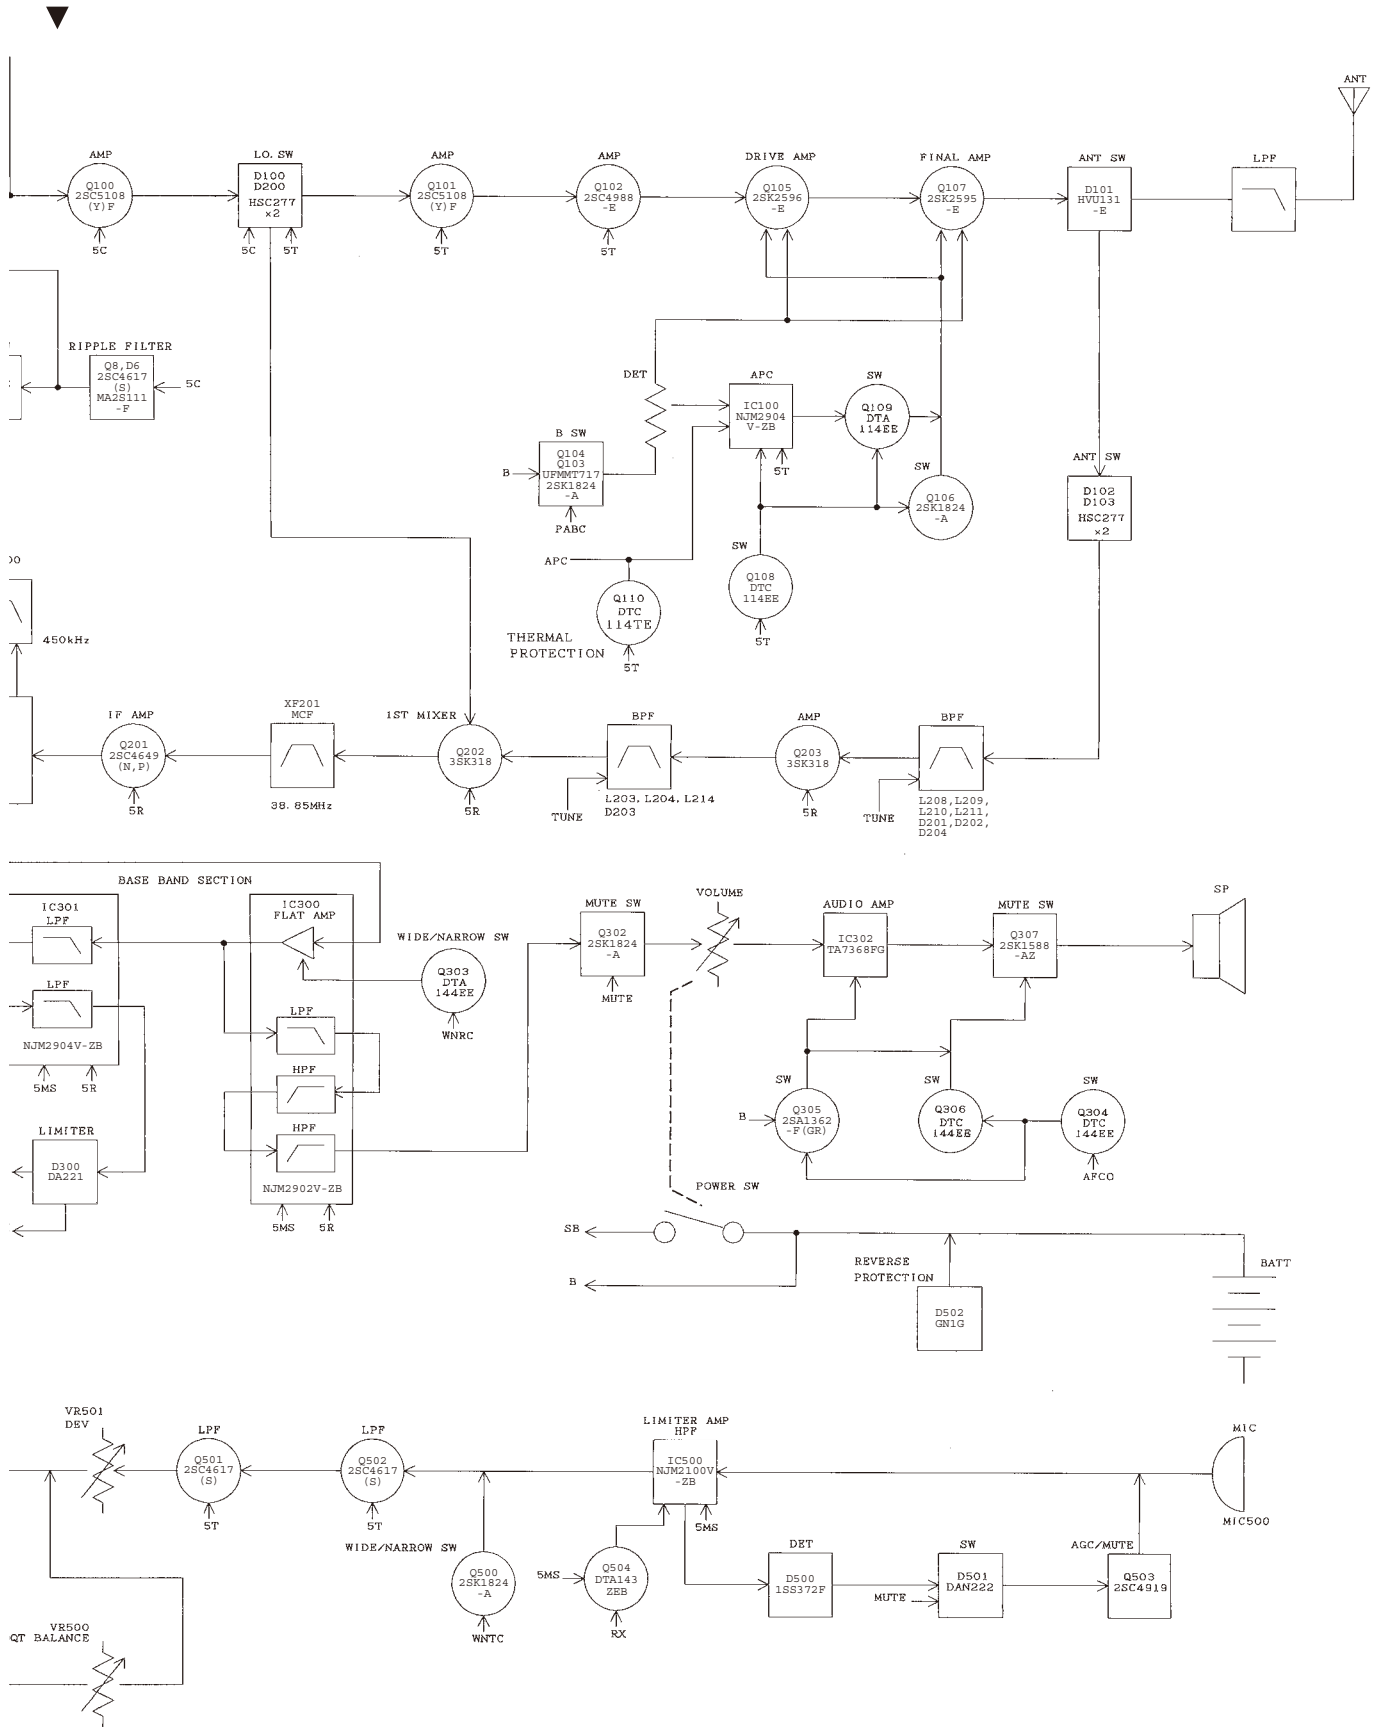 ANT
AMP
Q100
2SC5108
(Y)F
5C
LO. SW
D100
D200
HSC277
×2
5C
5T
AMP
Q101
2SC5108
(Y)F
5T
AMP
Q102
2SC4988
-E
5T
DRIVE AMP
Q105
2SK2596
-E
FINAL AMP
Q107
2SK2595
-E
ANT SW
D101
HVU131
-E
LPF
RIPPLE FILTER
Q8,D6
2SC4617
(S)
MA2S111
-F
5C
DET
APC
IC100
NJM2904
V-ZB
5T
SW
Q109
DTA
114EE
B SW
Q104
Q103
UFMMT717
2SK1824
-A
B
PABC
SW
Q106
2SK1824
-A
ANT SW
D102
D103
HSC277
×2
APC
SW
Q108
DTC
114EE
5T
Q110
DTC
114TE
5T
THERMAL
PROTECTION
450kHz
IF AMP
Q201
2SC4649
(N,P)
5R
XF201
MCF
38.85MHz
1ST MIXER
Q202
3SK318
5R
BPF
TUNE
L203, L204, L214
D203
AMP
Q203
3SK318
5R
BPF
TUNE
L208,L209,
L210,L211,
D201,D202,
D204
BASE BAND SECTION
IC301
LPF
LPF
NJM2904V-ZB
5MS
5R
IC300
FLAT AMP
LPF
HPF
HPF
NJM2902V-ZB
5MS
5R
WIDE/NARROW SW
Q303
DTA
144EE
WNRC
MUTE SW
Q302
2SK1824
-A
MUTE
VOLUME
AUDIO AMP
IC302
TA7368FG
MUTE SW
Q307
2SK1588
-AZ
SP
LIMITER
D300
DA221
SW
B
Q305
2SA1362
-F(GR)
SW
Q306
DTC
144EE
SW
Q304
DTC
144EE
AFCO
POWER SW
SB
B
REVERSE
PROTECTION
D502
GN1G
BATT
VR501
DEV
LPF
Q501
2SC4617
(S)
5T
LPF
Q502
2SC4617
(S)
5T
WIDE/NARROW SW
Q500
2SK1824
-A
WNTC
LIMITER AMP
HPF
IC500
NJM2100V
-ZB
5MS
5MS
Q504
DTA143
ZEB
RX
DET
D500
1SS372F
SW
D501
DAN222
MUTE
AGC/MUTE
Q503
2SC4919
MIC
MIC500
VR500
QT BALANCE